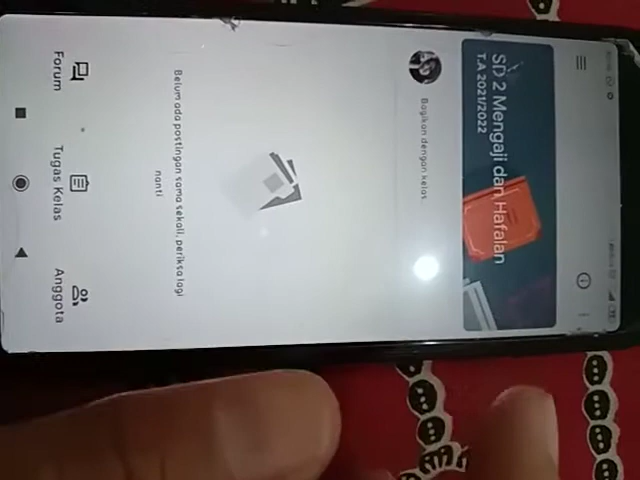 SD 2 Mengaji dan Hafalan
T.A 2021/2022
Bagikan dengan kelas
Belum ada postingan sama sekali, periksa lagi
nanti
Forum
Tugas Kelas
Anggota